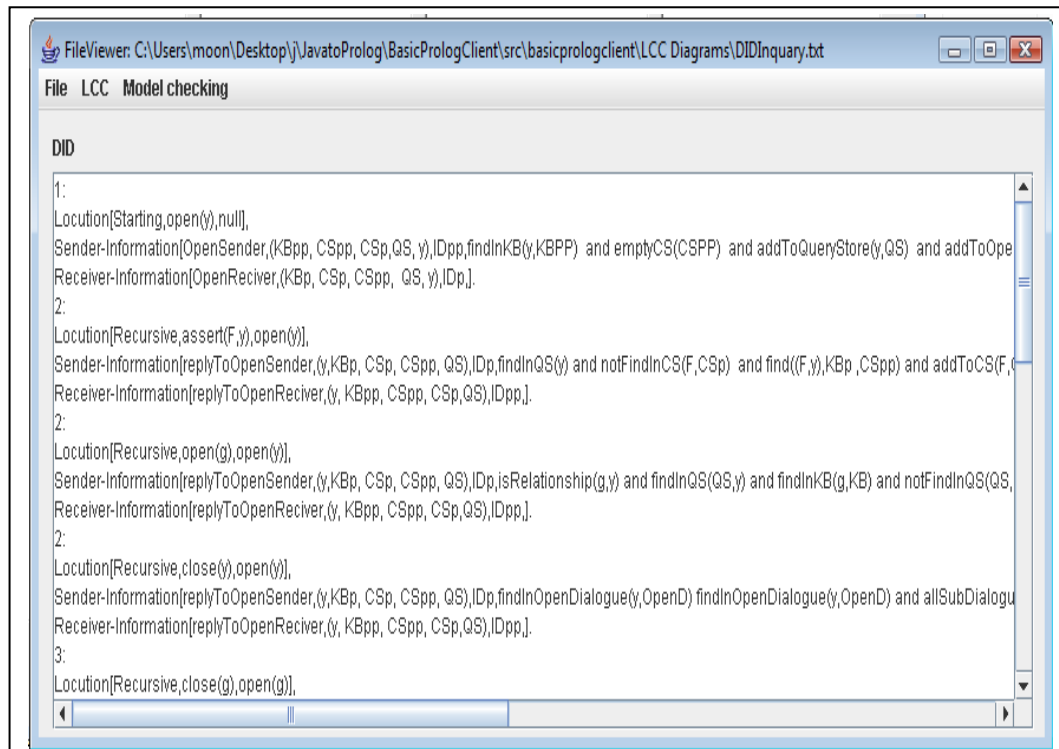 FileViewer: C:\Users\moon\Desktop\j\JavatoProlog\BasicPrologClient\src\basicprologclient\LCC Diagrams\DIDInquary.txt
File LCC Model checking
DID
1:
Locution[Starting,open(y),null],
Sender-Information[OpenSender,(KBpp, CSpp, CSp,QS, y),IDpp,findInKB(y,KBPP) and emptyCS(CSPP) and addToQueryStore(y,QS) and addToOpe
Receiver-Information[OpenReciver,(KBp, CSp, CSpp, QS, y),IDp,].
2:
Locution[Recursive,assert(F,y),open(y)],
Sender-Information[replyToOpenSender,(y,KBp, CSp, CSpp, QS),IDp,findInQS(y) and notFindInCS(F,CSp) and find((F,y),KBp ,CSpp) and addToCS(F,
Receiver-Information[replyToOpenReciver,(y, KBpp, CSpp, CSp,QS),IDpp,].
2:
Locution[Recursive,open(g),open(y)],
Sender-Information[replyToOpenSender,(y,KBp, CSp, CSpp, QS),IDp,isRelationship(g,y) and findInQS(QS,y) and findInKB(g,KB) and notFindInQS(QS,
Receiver-Information[replyToOpenReciver,(y, KBpp, CSpp, CSp,QS),IDpp,].
2:
Locution[Recursive,close(y),open(y)],
Sender-Information[replyToOpenSender,(y,KBp, CSp, CSpp, QS),IDp,findInOpenDialogue(y,OpenD) findInOpenDialogue(y,OpenD) and allSubDialogu
Receiver-Information[replyToOpenReciver,(y, KBpp, CSpp, CSp,QS),IDpp,].
3:
Locution[Recursive,close(g),open(g)],